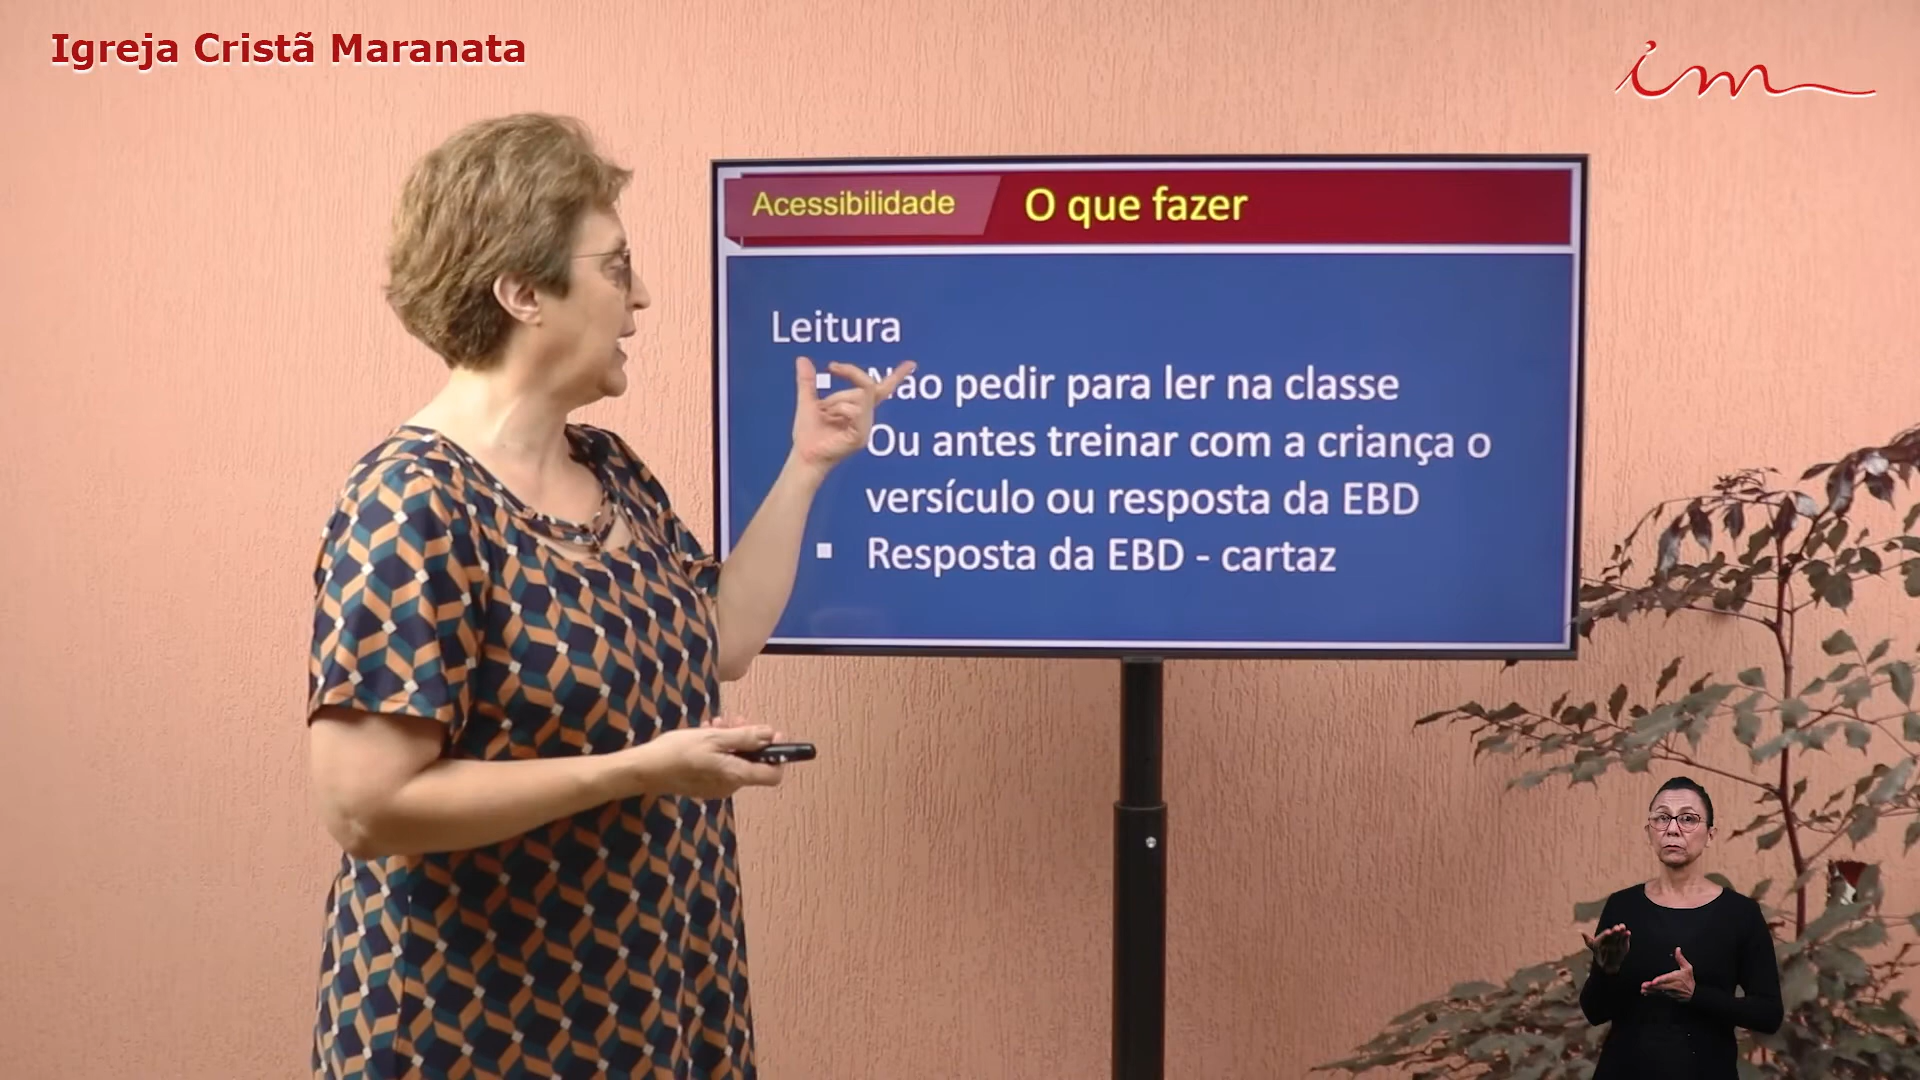 Igreja Cristã Maranata
im
Acessibilidade
O que fazer
Leitura
Não pedir para ler na classe
Ou antes treinar com a criança o
versículo ou resposta da EBD
Resposta da EBD - cartaz